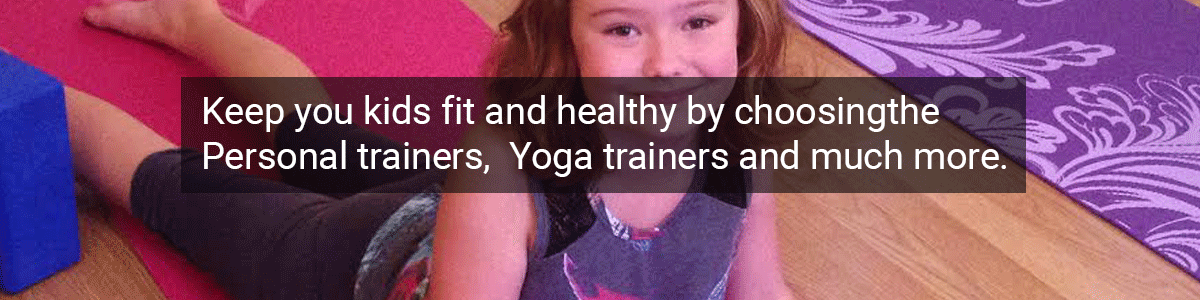 Keep you kids fit and healthy by choosingthe
Personal trainers,  Yoga trainers and much more.